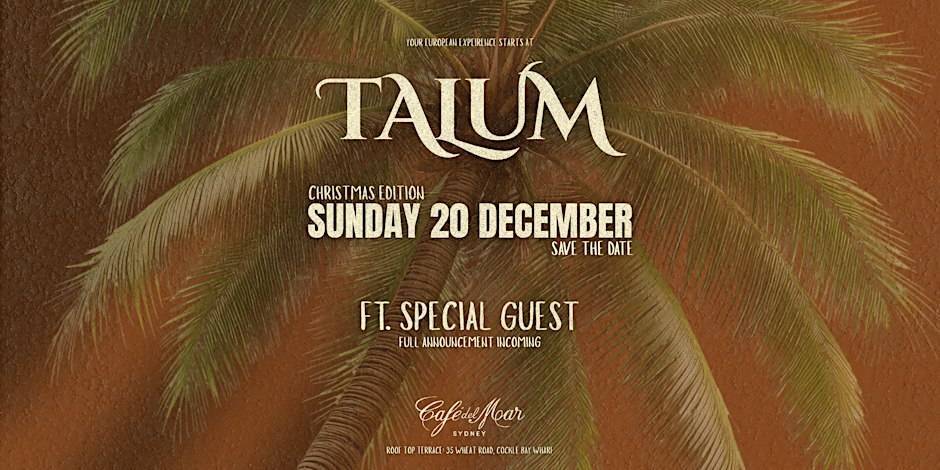 YOUR EUROPEAN EXPEIRENCE STARTS AT
TALUM
CHRISTMAS EDITION
SUNDAY 20 DECEMBER
SAVE THE DATE
FT. SPECIAL GUEST
FULL ANNOUNCEMENT INCOMING
Café del Mar
SYDNEY
ROOF TOP TERRACE: 35 WHEAT ROAD, COCKLE BAY WHARF